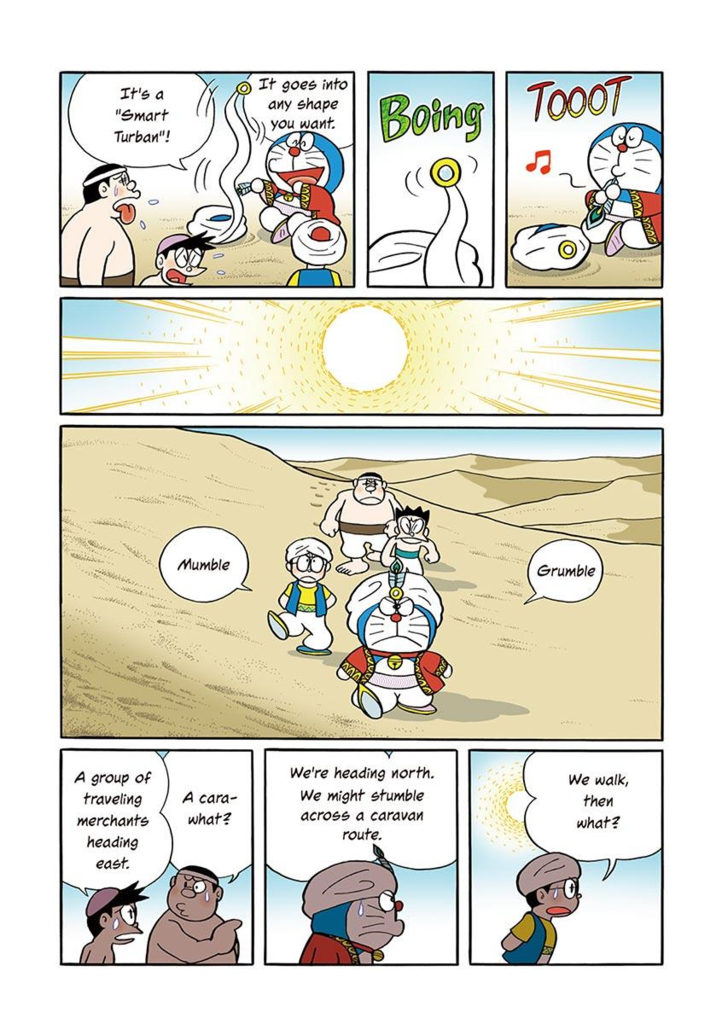 TOOOT
Boing
It goes into
any shape
you want.
It's a
"Smart
Turban"!
Grumble
Mumble
We walk,
then
what?
We're heading north.
We might stumble
across a caravan
route.
A cara-
what?
A group of
traveling
merchants
heading
east.